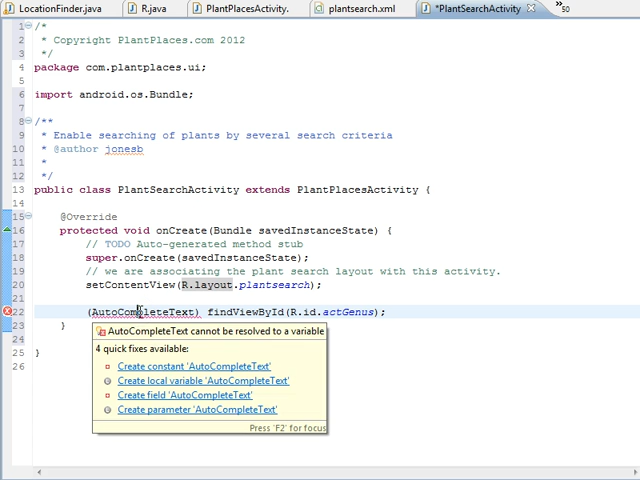 LocationFinder.java R.java PlantPlacesActivity. plantsearch.xml *PlantSearchActivity »50
1 /*
2 * Copyright PlantPlaces.com 2012
3 */
4 package com.plantplaces.ui;
5
6 import android.os.Bundle;
7
8 /**
9 * Enable searching of plants by several search criteria
10 * @author jonesb
11 *
12 */
13 public class PlantSearchActivity extends PlantPlacesActivity {
14
15 @Override
16 protected void onCreate(Bundle savedInstanceState) {
17 // TODO Auto-generated method stub
18 super.onCreate(savedInstanceState);
19 // we are associating the plant search layout with this activity.
20 setContentView(R.layout.plantsearch);
21
22 (AutoCompleteText) findViewById(R.id.actGenus);
23 }
AutoCompleteText cannot be resolved to a variable
24
4 quick fixes available:
25 }
26
Create constant 'AutoCompleteText'
Create local variable 'AutoCompleteText'
Create field 'AutoCompleteText'
Create parameter 'AutoCompleteText'
Press 'F2' for focus